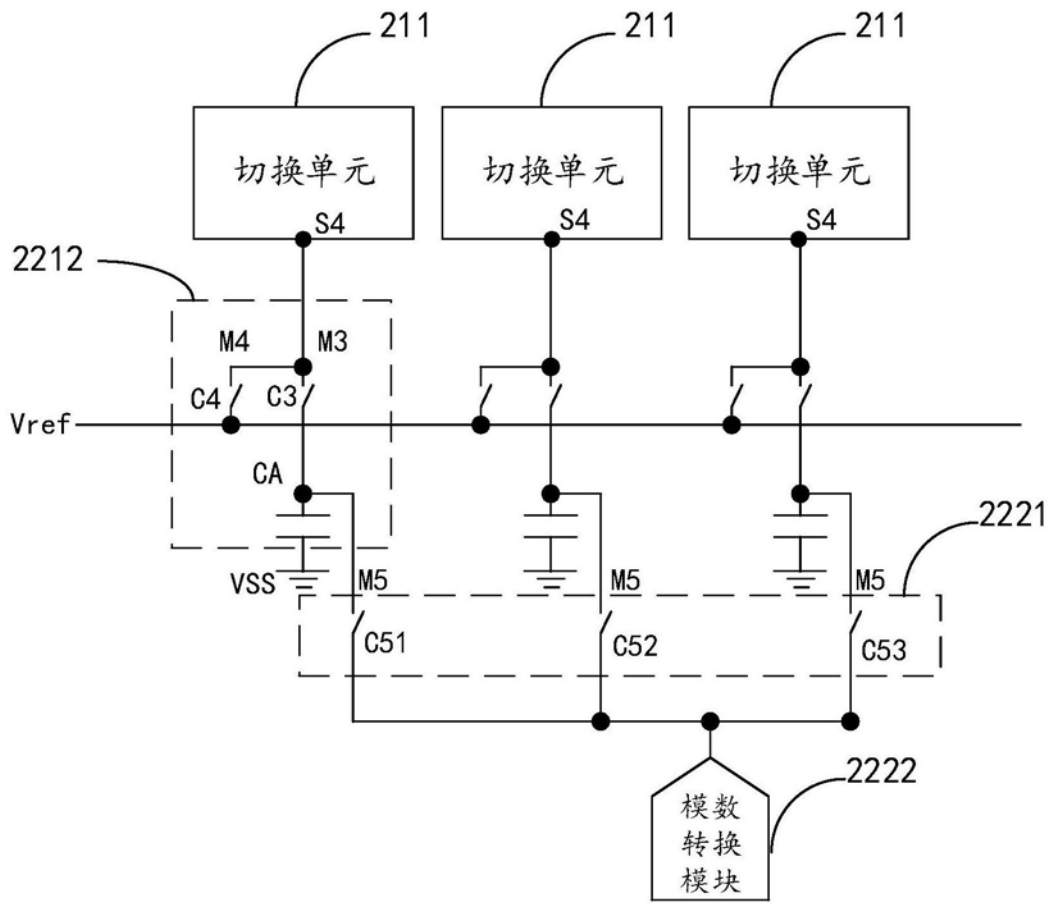 211 211 211
切换单元 切换单元 切换单元
S4 S4 S4
2212
M4 M3
C4 C3
Vref
CA
2221
VSS M5 M5 M5
C51 C52 C53
2222
模数
转换
模块